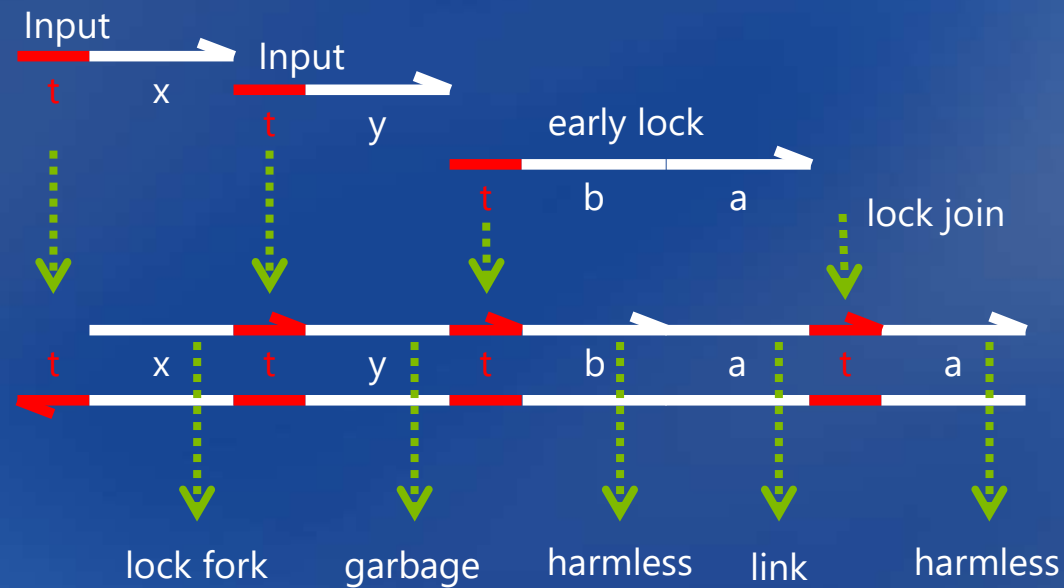 Input
t x
Input
t y
early lock
t b a
lock join
t x t y t b a t a
lock fork garbage harmless link harmless